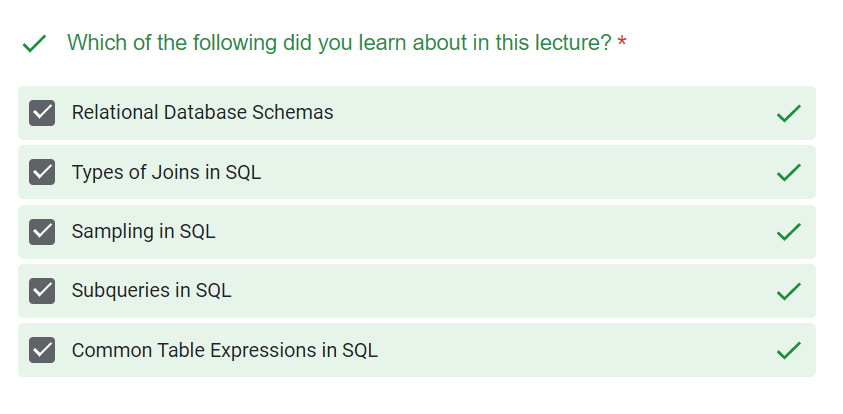 Which of the following did you learn about in this lecture? *
Relational Database Schemas
Types of Joins in SQL
Sampling in SQL
Subqueries in SQL
Common Table Expressions in SQL